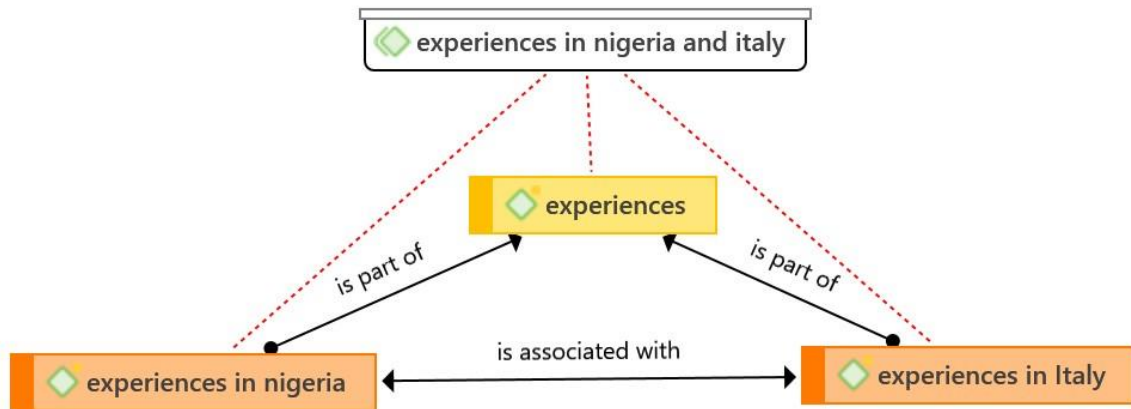 experiences in nigeria and italy
experiences
is part of
is part of
is associated with
experiences in nigeria
experiences in Italy